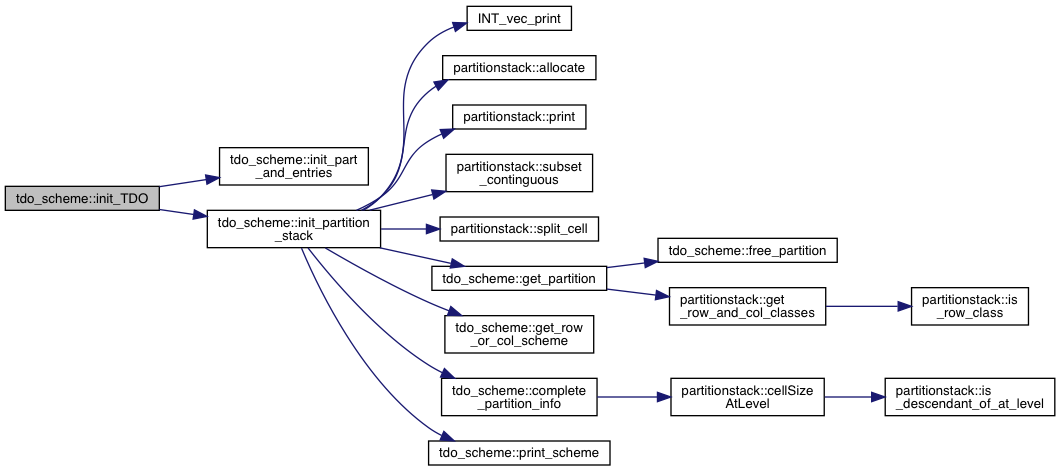 INT_vec_print
partitionstack::allocate
partitionstack::print
tdo_scheme::init_part
_and_entries
partitionstack::subset
_continguous
tdo_scheme::init_TDO
tdo_scheme::init_partition
_stack
partitionstack::split_cell
tdo_scheme::get_partition
tdo_scheme::free_partition
partitionstack::get
_row_and_col_classes
partitionstack::is
_row_class
tdo_scheme::get_row
_or_col_scheme
tdo_scheme::complete
_partition_info
partitionstack::cellSize
AtLevel
partitionstack::is
_descendant_of_at_level
tdo_scheme::print_scheme